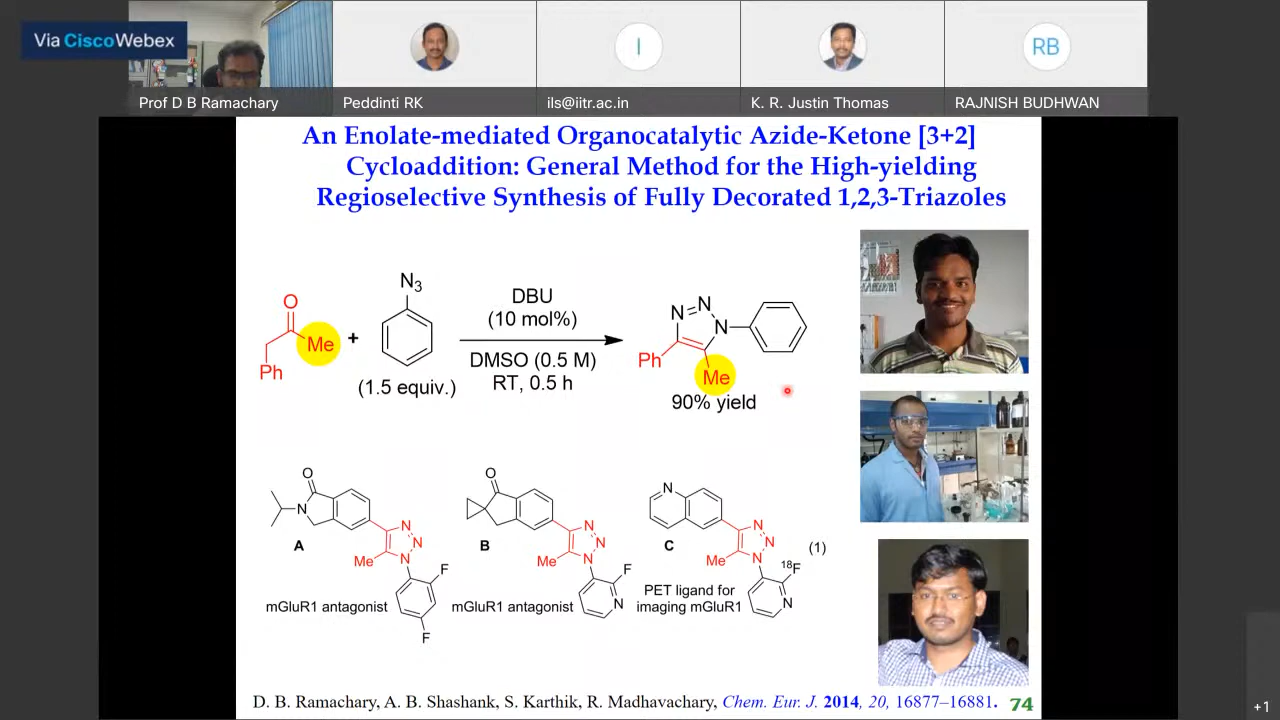 Via CiscoWebex
Prof D B Ramachary
Peddinti RK
I
ils@iitr.ac.in
K. R. Justin Thomas
RB
RAJNISH BUDHWAN
An Enolate-mediated Organocatalytic Azide-Ketone [3+2]
Cycloaddition: General Method for the High-yielding
Regioselective Synthesis of Fully Decorated 1,2,3-Triazoles
O
Me
Ph
+
N3
(1.5 equiv.)
DBU
(10 mol%)
DMSO (0.5 M)
RT, 0.5 h
N
N
N
Ph
Me
90% yield
O
N
A
Me
N
N
N
F
F
mGluR1 antagonist
O
B
Me
N
N
N
F
N
mGluR1 antagonist
N
C
Me
N
N
N
18F
N
PET ligand for
imaging mGluR1
(1)
D. B. Ramachary, A. B. Shashank, S. Karthik, R. Madhavachary, Chem. Eur. J. 2014, 20, 16877–16881. 74
+1